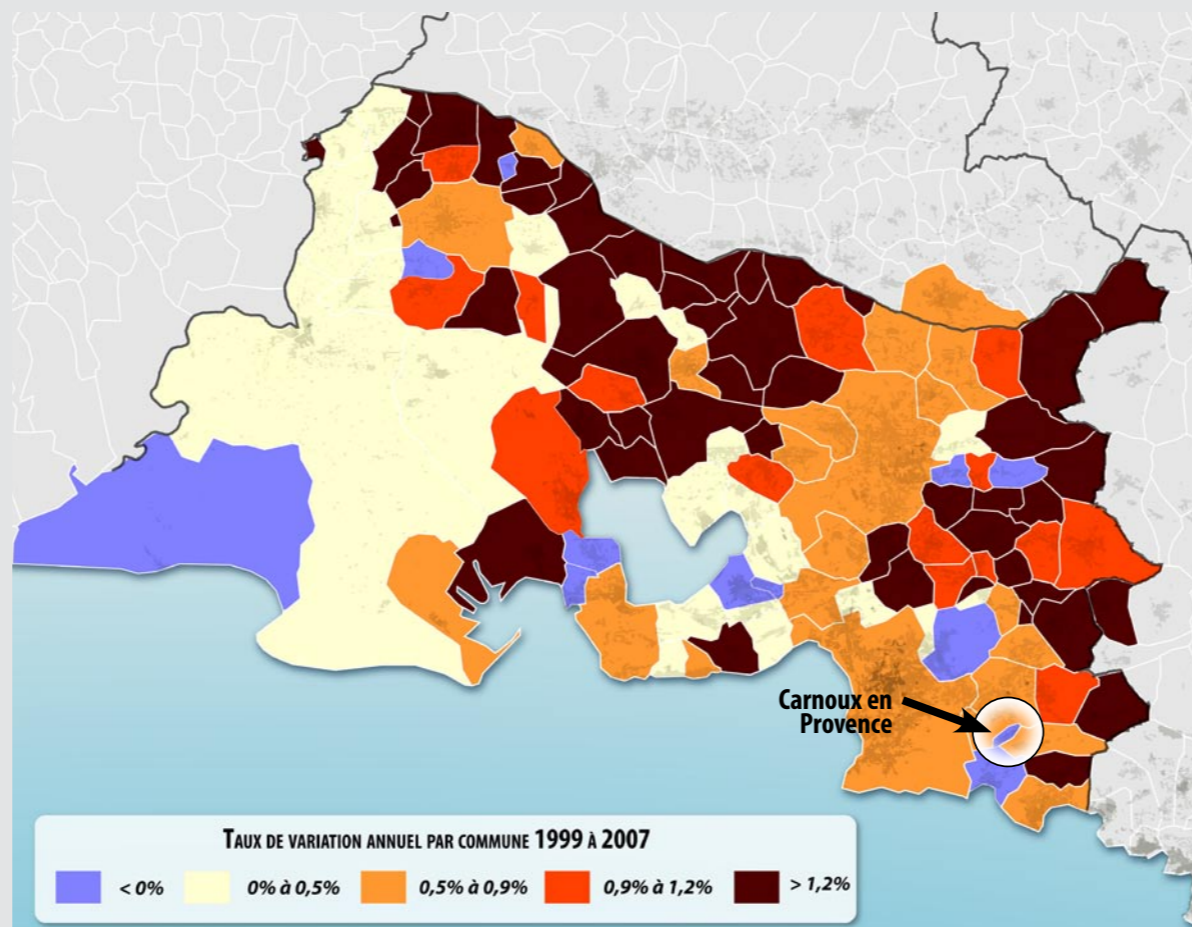 Carnoux en
Provence
TAUX DE VARIATION ANNUEL PAR COMMUNE 1999 À 2007
< 0%
0% à 0,5%
0,5% à 0,9%
0,9% à 1,2%
> 1,2%